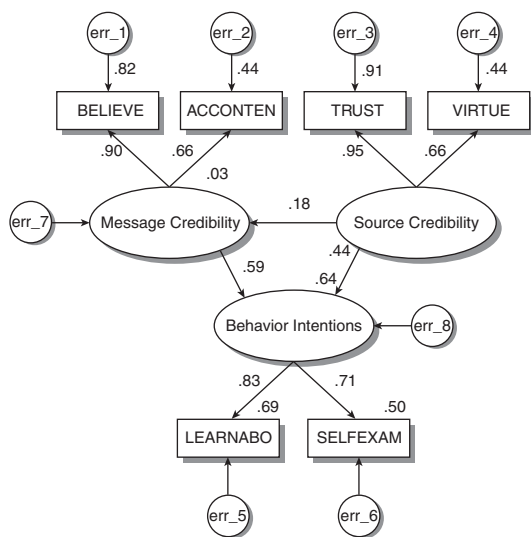 err_1
err_2
err_3
err_4
.82
.44
.91
.44
BELIEVE
ACCONTEN
TRUST
VIRTUE
.90
.66
.95
.66
.03
err_7
Message Credibility
.18
Source Credibility
.59
.44
.64
Behavior Intentions
err_8
.83
.71
.69
.50
LEARNABO
SELFEXAM
err_5
err_6